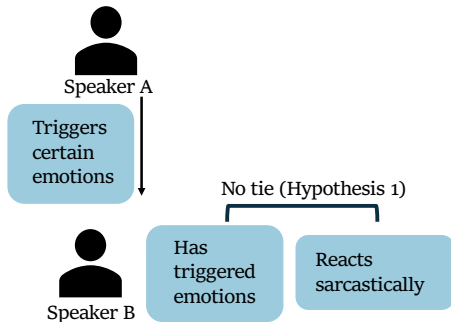 Speaker A
Triggers
certain
emotions
No tie (Hypothesis 1)
Has
triggered
emotions
Reacts
sarcastically
Speaker B